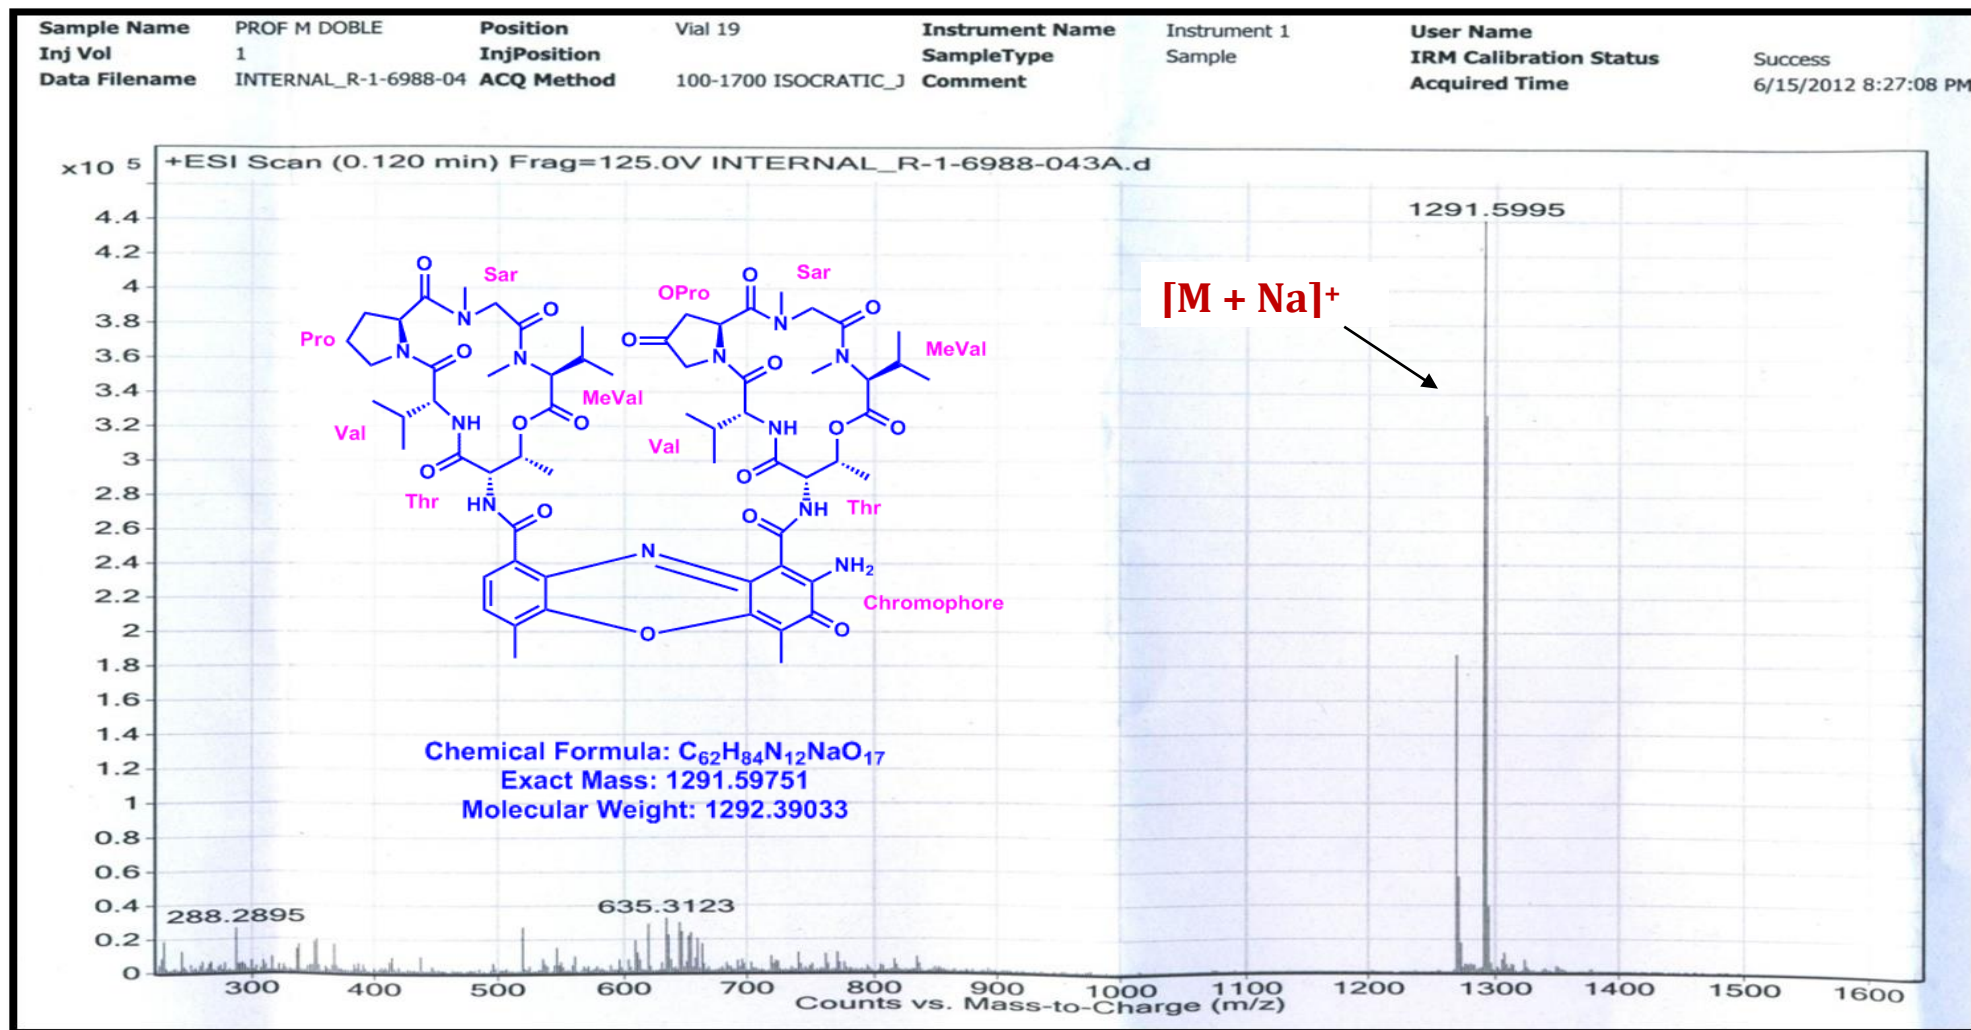 Sample Name PROF M DOBLE Position Vial 19 Instrument Name Instrument 1 User Name
Inj Vol 1 InjPosition SampleType Sample IRM Calibration Status Success
Data Filename INTERNAL_R-1-6988-04 ACQ Method 100-1700 ISOCRATIC_J Comment Acquired Time 6/15/2012 8:27:08 PM
x10 5 +ESI Scan (0.120 min) Frag=125.0V INTERNAL_R-1-6988-043A.d
4.4
4.2
4
3.8
3.6
3.4
3.2
3
2.8
2.6
2.4
2.2
2
1.8
1.6
1.4
1.2
1
0.8
0.6
0.4
0.2
0
1291.5995
[M + Na]+
O Sar O Sar
OPro
N O N O
Pro O
N O N N O N
MeVal
MeVal
Val NH O O Val NH O O
O O
Thr HN O O NH Thr
N NH2
Chromophore
O O
Chemical Formula: C62H84N12NaO17
Exact Mass: 1291.59751
Molecular Weight: 1292.39033
288.2895 635.3123
300 400 500 600 700 800 900 1000 1100 1200 1300 1400 1500 1600
Counts vs. Mass-to-Charge (m/z)